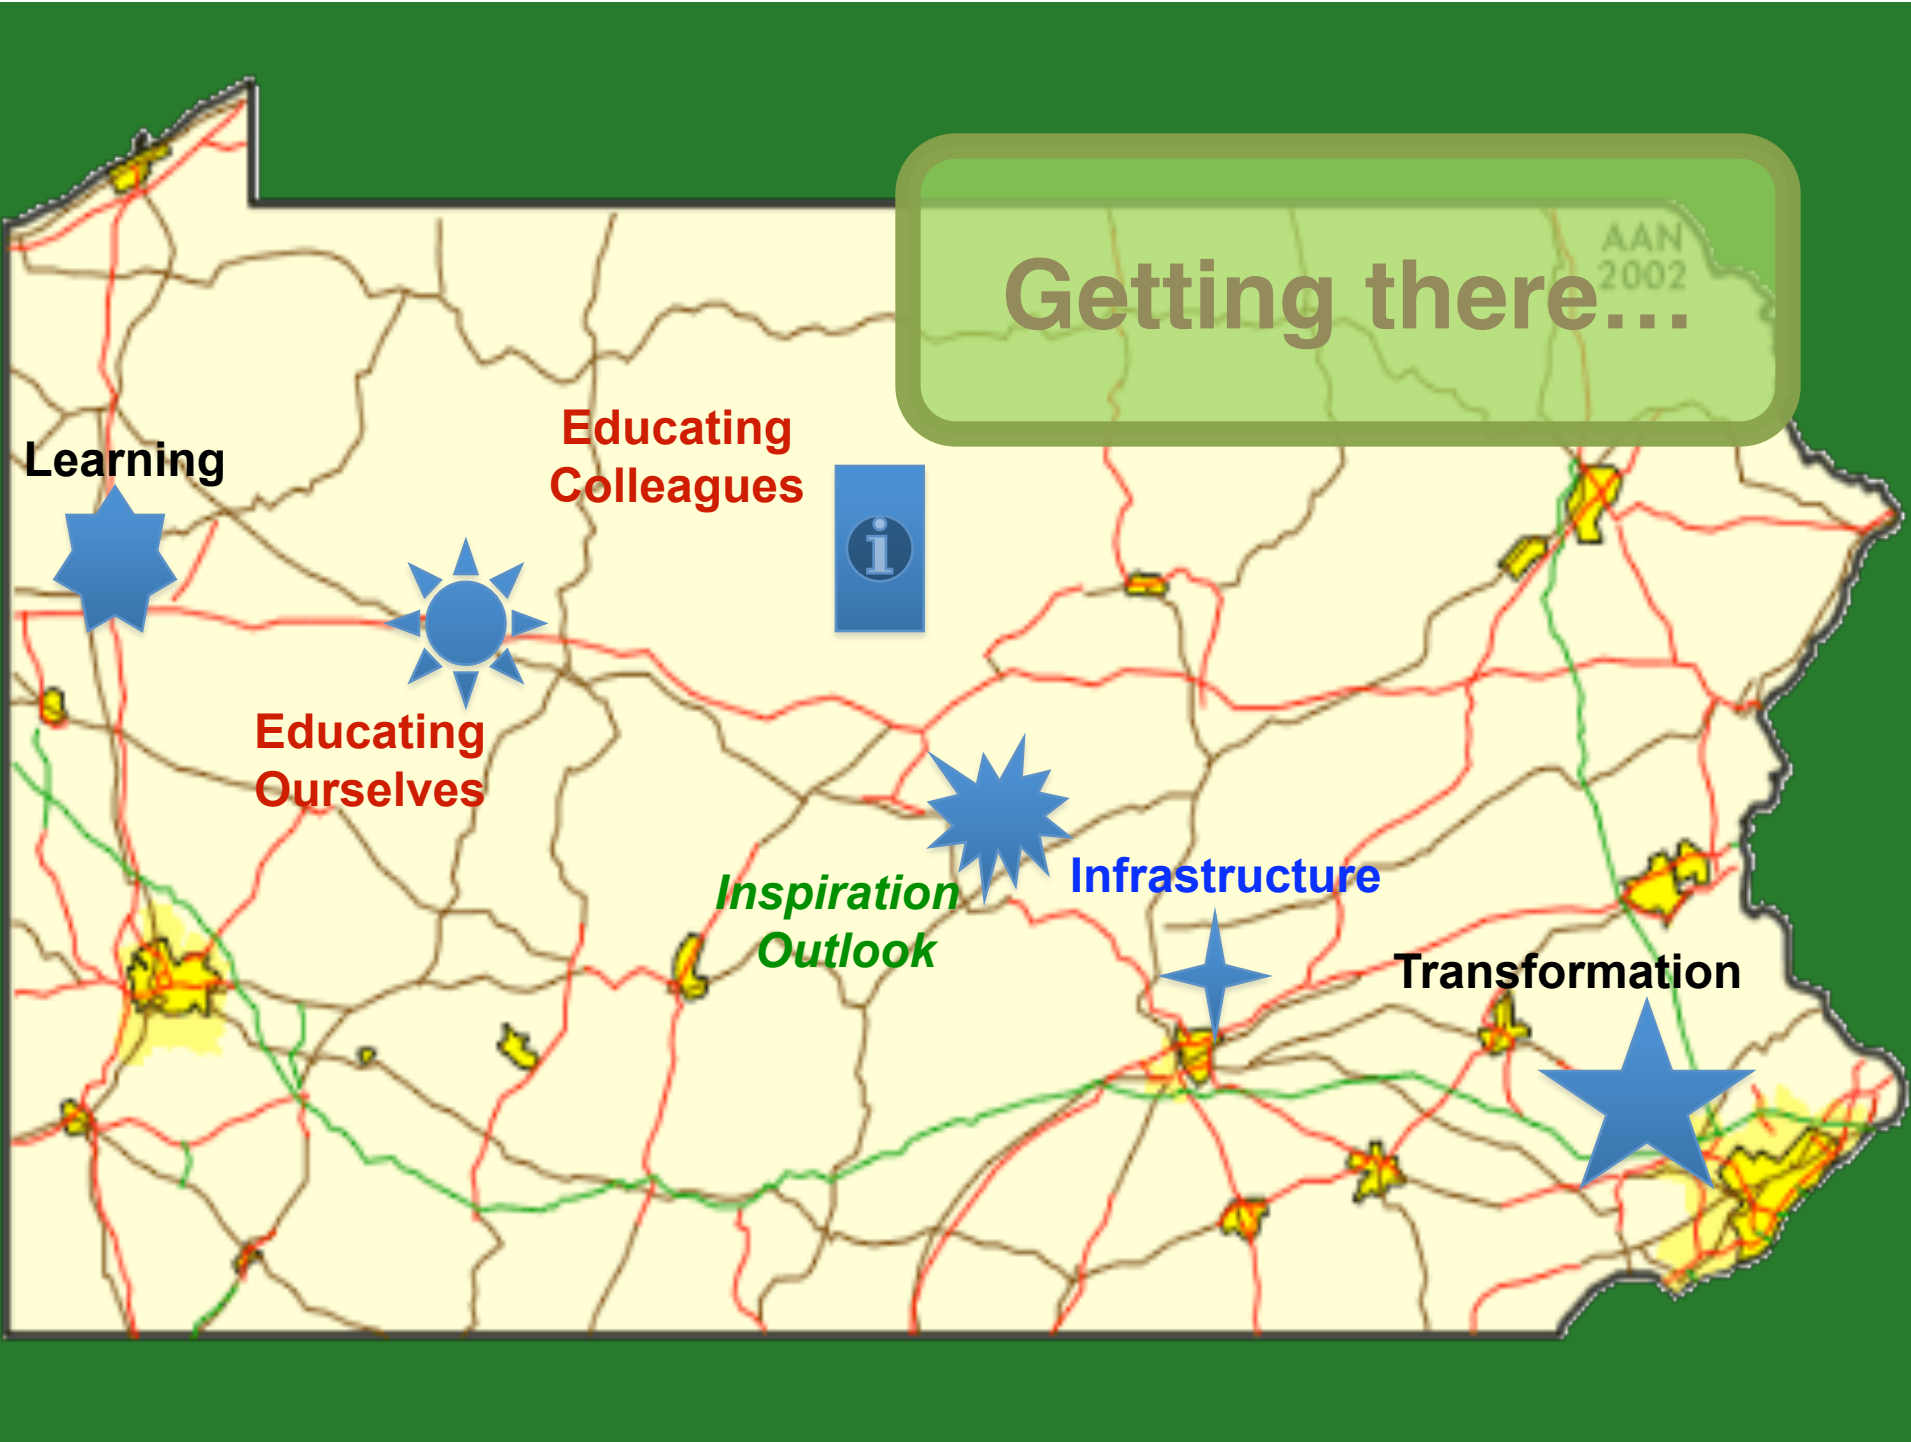 AAN
2002
Getting there…
Educating
Colleagues
Learning
i
Educating
Ourselves
Inspiration
Outlook
Infrastructure
Transformation